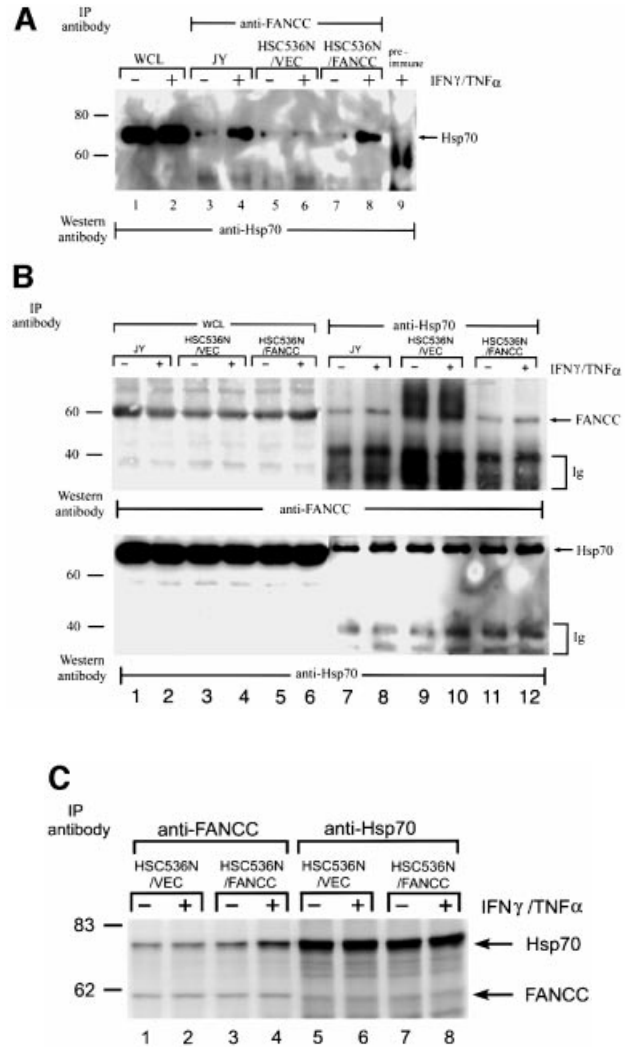 A
IP
antibody
anti-FANCC
WCL
JY
HSC536N
/VEC
HSC536N
/FANCC
pre-
immune
– + – + – + – + +
IFNγ/TNFα
80
60
Hsp70
1 2 3 4 5 6 7 8 9
Western
antibody
anti-Hsp70
B
IP
antibody
WCL
anti-Hsp70
JY
HSC536N
/VEC
HSC536N
/FANCC
JY
HSC536N
/VEC
HSC536N
/FANCC
– + – + – + – + – + – +
IFNγ/TNFα
60
FANCC
40
Ig
Western
antibody
anti-FANCC
Hsp70
60
40
Ig
Western
antibody
anti-Hsp70
1 2 3 4 5 6 7 8 9 10 11 12
C
IP
antibody
anti-FANCC
anti-Hsp70
HSC536N
/VEC
HSC536N
/FANCC
HSC536N
/VEC
HSC536N
/FANCC
– + – + – + – +
IFNγ/TNFα
83
Hsp70
62
FANCC
1 2 3 4 5 6 7 8